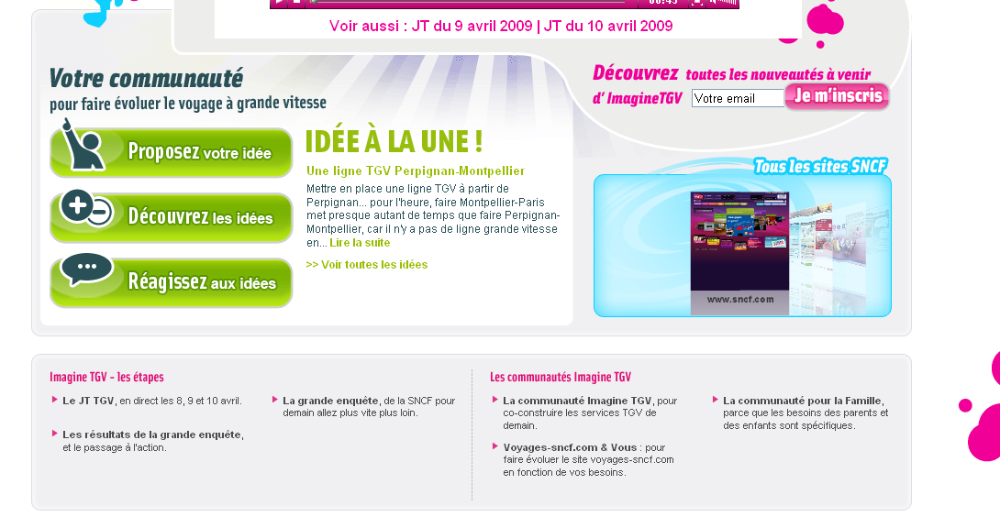 00:45
Voir aussi : JT du 9 avril 2009 | JT du 10 avril 2009
Votre communauté
pour faire évoluer le voyage à grande vitesse
Proposez votre idée
Découvrez les idées
Réagissez aux idées
IDÉE À LA UNE !
Une ligne TGV Perpignan-Montpellier
Mettre en place une ligne TGV à partir de
Perpignan... pour l'heure, faire Montpellier-Paris
met presque autant de temps que faire Perpignan-
Montpellier, car il n'y a pas de ligne grande vitesse
en... Lire la suite
>> Voir toutes les idées
Découvrez toutes les nouveautés à venir
d' ImagineTGV
Votre email
Je m'inscris
Tous les sites SNCF
www.sncf.com
Imagine TGV - les étapes
Le JT TGV, en direct les 8, 9 et 10 avril.
Les résultats de la grande enquête,
et le passage à l'action.
La grande enquête, de la SNCF pour
demain allez plus vite plus loin.
Les communautés Imagine TGV
La communauté Imagine TGV, pour
co-construire les services TGV de
demain.
Voyages-sncf.com & Vous : pour
faire évoluer le site voyages-sncf.com
en fonction de vos besoins.
La communauté pour la Famille,
parce que les besoins des parents et
des enfants sont spécifiques.